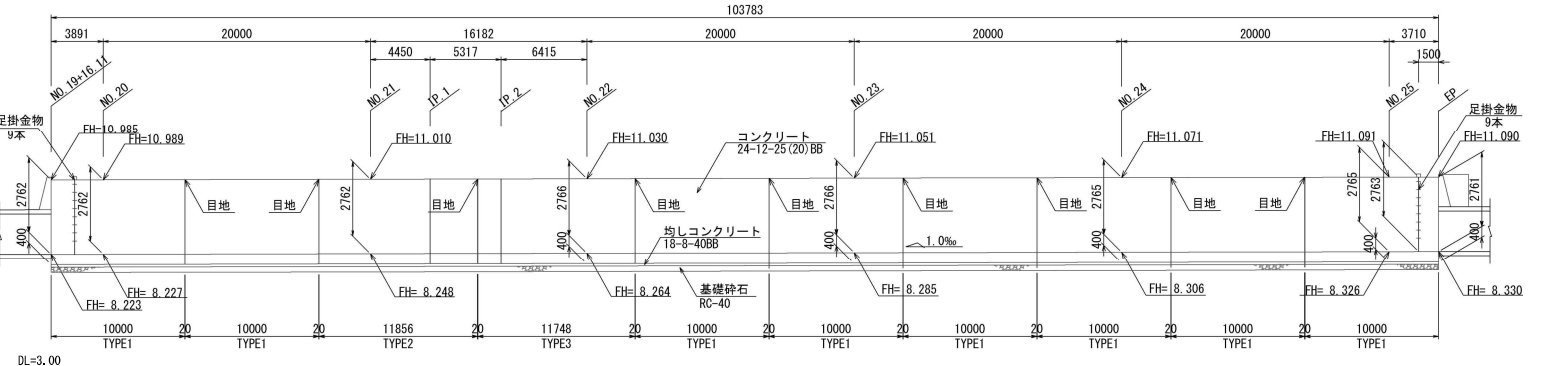 103783
3891
20000
16182
20000
20000
20000
3710
4450
5317
6415
1500
NO.19+16.11
NO.20
NO.21
IP.1
IP.2
NO.22
NO.23
NO.24
NO.25
EP
足掛金物
9本
FH=10.985
FH=10.989
FH=11.010
FH=11.030
コンクリート
24-12-25(20)BB
FH=11.051
FH=11.071
FH=11.091
足掛金物
9本
FH=11.090
2762
2762
2762
2766
2766
2765
2765
2763
2761
目地
目地
目地
目地
目地
目地
目地
目地
目地
400
400
400
400
400
400
均しコンクリート
18-8-40BB
1.0‰
基礎砕石
RC-40
FH= 8.223
FH= 8.227
FH= 8.248
FH= 8.264
FH= 8.285
FH= 8.306
FH= 8.326
FH= 8.330
10000
20
10000
20
11856
20
11748
20
10000
20
10000
20
10000
20
10000
20
10000
20
10000
TYPE1
TYPE1
TYPE2
TYPE3
TYPE1
TYPE1
TYPE1
TYPE1
TYPE1
TYPE1
DL=3.00